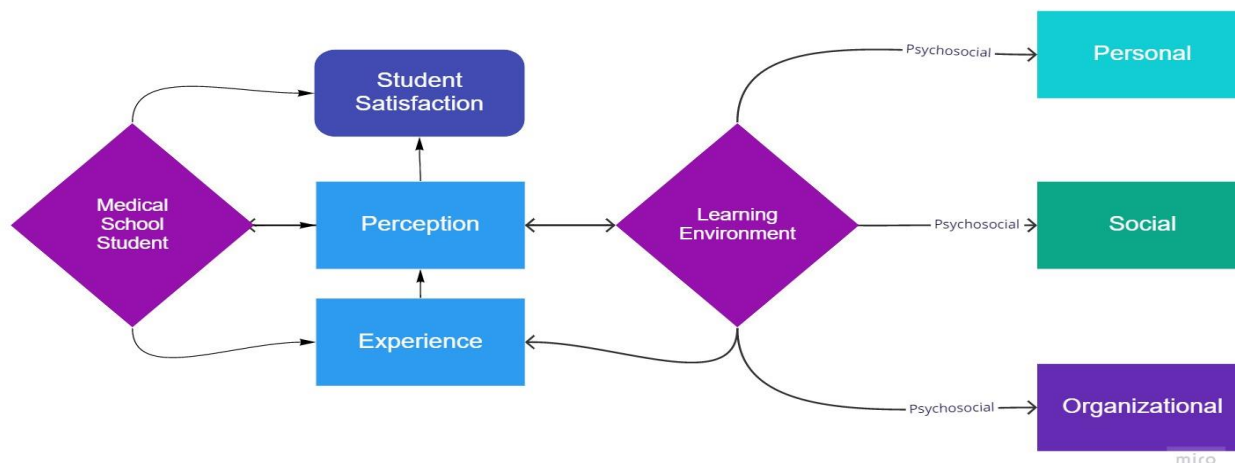 Student
Satisfaction
Psychosocial
Personal
Medical
School
Student
Perception
Learning
Environment
Psychosocial
Social
Experience
Psychosocial
Organizational
miro